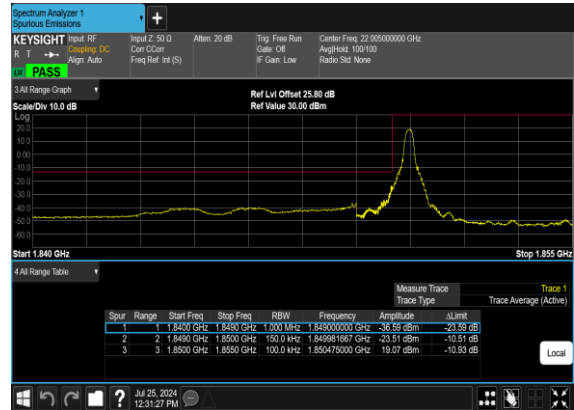 Spectrum Analyzer 1
Spurious Emissions
KEYSIGHT Input: RF Input Z: 50 Ω Atten: 20 dB Trig: Free Run Center Freq: 22.005000000 GHz
R T Coupling: DC Corr CCorr Gate: Off Avg|Hold: 100/100
Align: Auto Freq Ref: Int (S) IF Gain: Low Radio Std: None
PASS
3 All Range Graph
Ref Lvl Offset 25.80 dB
Scale/Div 10.0 dB Ref Value 30.00 dBm
Log
20.0
10.0
0.00
-10.0
-20.0
-30.0
-40.0
-50.0
-60.0
Start 1.840 GHz Stop 1.855 GHz
4 All Range Table
Measure Trace Trace 1
Trace Type Trace Average (Active)
Spur Range Start Freq Stop Freq RBW Frequency Amplitude ΔLimit
1 1 1.8400 GHz 1.8490 GHz 1.000 MHz 1.849000000 GHz -36.59 dBm -23.59 dB
2 2 1.8490 GHz 1.8500 GHz 150.0 kHz 1.849981667 GHz -23.51 dBm -10.51 dB
3 3 1.8500 GHz 1.8550 GHz 100.0 kHz 1.850475000 GHz 19.07 dBm -10.93 dB
Local
? Jul 25, 2024
12:31:27 PM